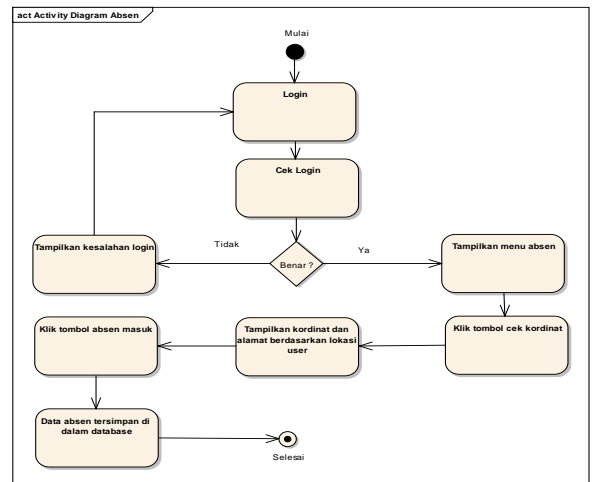 act Activity Diagram Absen
Mulai
Login
Cek Login
Tidak
Benar ?
Ya
Tampilkan kesalahan login
Tampilkan menu absen
Klik tombol absen masuk
Tampilkan kordinat dan
alamat berdasarkan lokasi
user
Klik tombol cek kordinat
Data absen tersimpan di
dalam database
Selesai